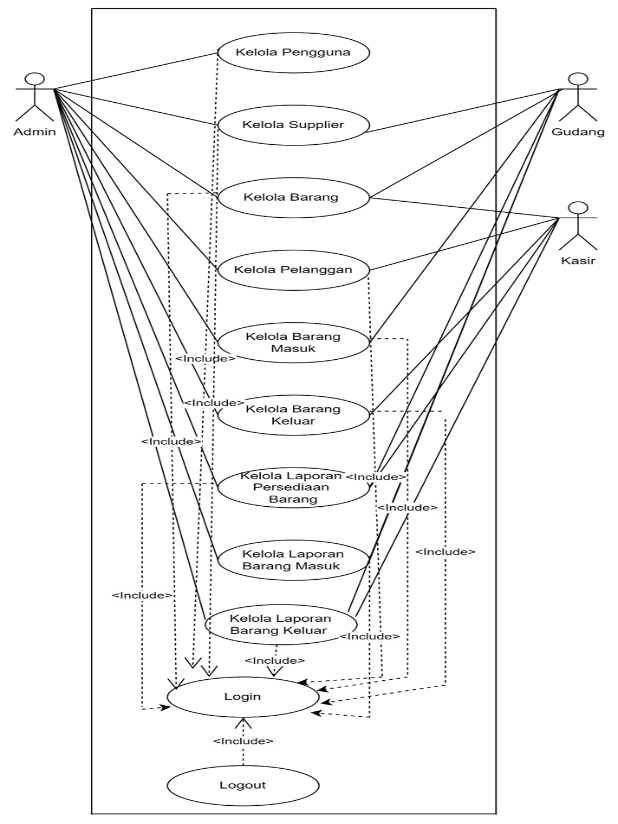 Kelola Pengguna
Admin
Kelola Supplier
Gudang
Kelola Barang
Kasir
Kelola Pelanggan
Kelola Barang
Masuk
<Include>
<Include>
Kelola Barang
Keluar
<Include>
Kelola Laporan
Persediaan
Barang
<Include>
<Include>
<Include>
Kelola Laporan
Barang Masuk
<Include>
Kelola Laporan
Barang Keluar
<Include>
<Include>
Login
<Include>
Logout